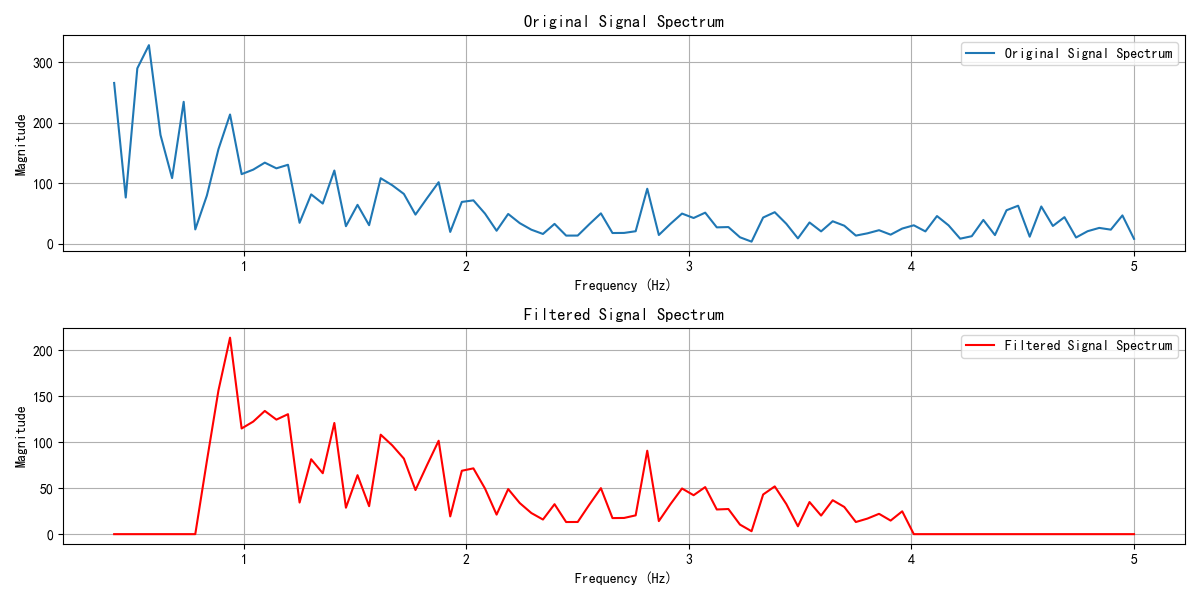 Original Signal Spectrum
Original Signal Spectrum
Magnitude
300
200
100
0
1 2 3 4 5
Frequency (Hz)
Filtered Signal Spectrum
Filtered Signal Spectrum
Magnitude
200
150
100
50
0
1 2 3 4 5
Frequency (Hz)